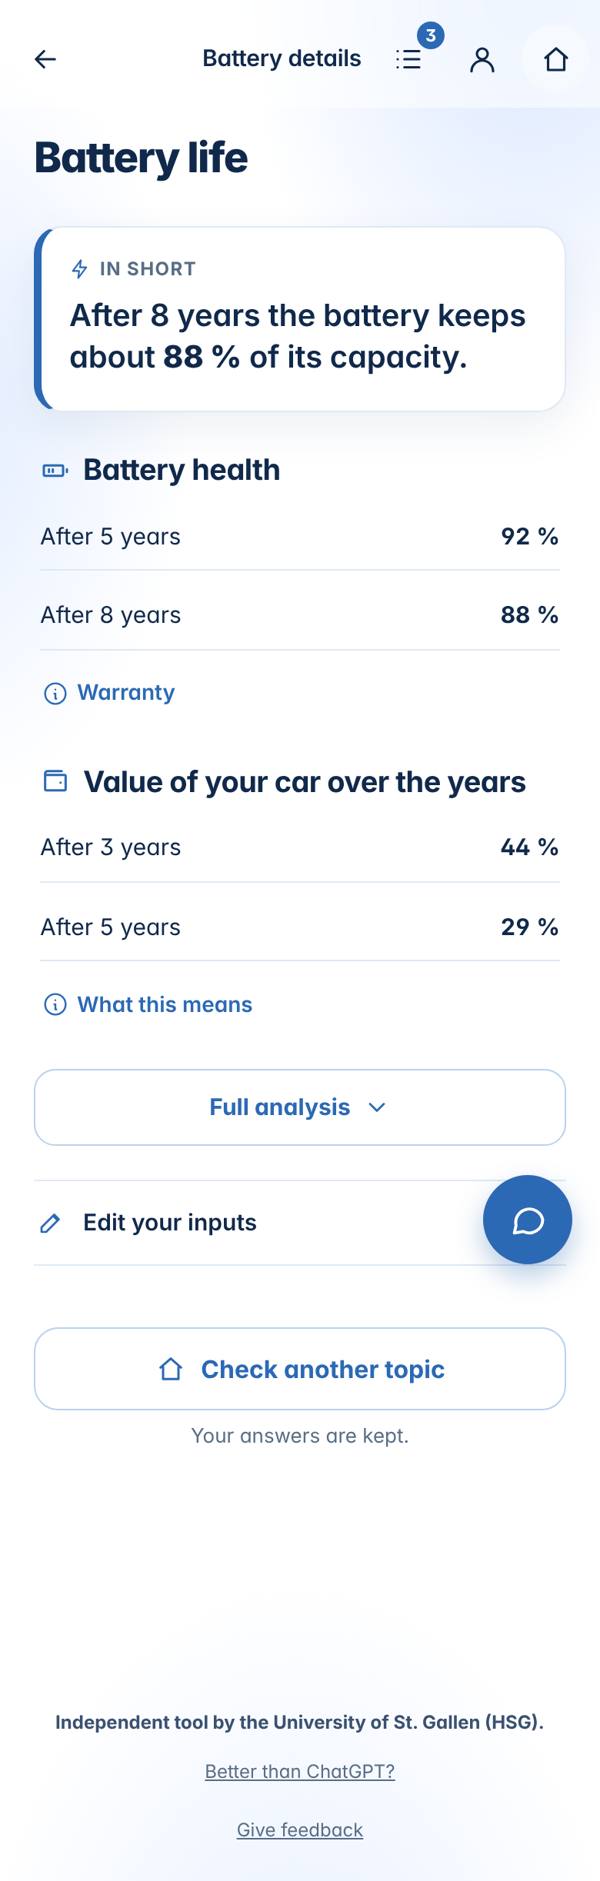 Battery details
3
Battery life
IN SHORT
After 8 years the battery keeps
about 88 % of its capacity.
Battery health
After 5 years 92 %
After 8 years 88 %
Warranty
Value of your car over the years
After 3 years 44 %
After 5 years 29 %
What this means
Full analysis
Edit your inputs
Check another topic
Your answers are kept.
Independent tool by the University of St. Gallen (HSG).
Better than ChatGPT?
Give feedback